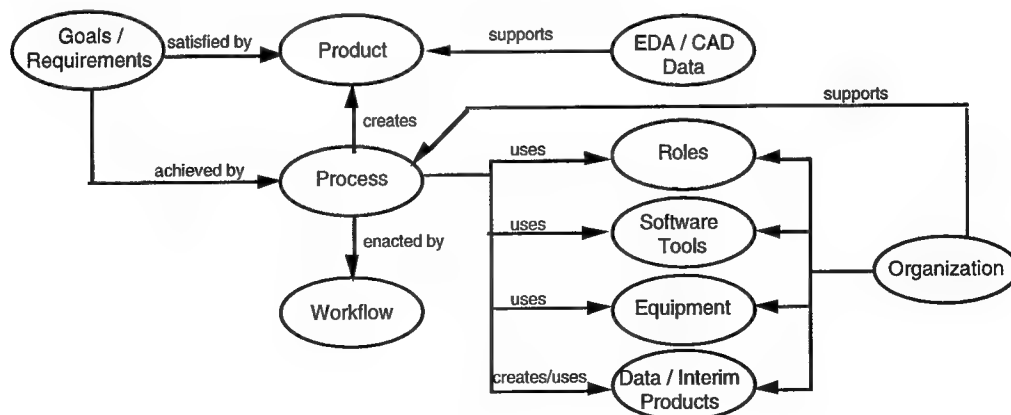 Goals /
Requirements
satisfied by
Product
supports
EDA / CAD
Data
supports
creates
achieved by
Process
uses
Roles
enacted by
uses
Software
Tools
Organization
Workflow
uses
Equipment
creates/uses
Data / Interim
Products